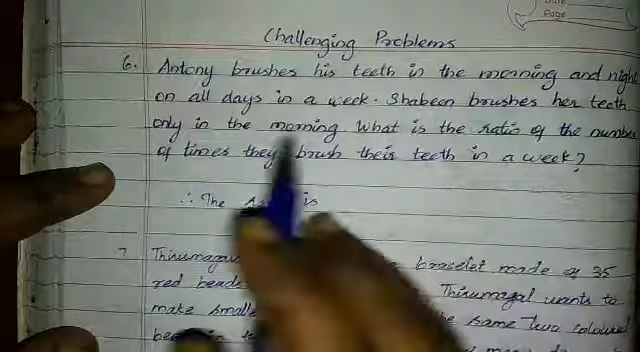 Date
Page
Challenging Problems
6. Antony brushes his teeth in the morning and night
on all days in a week. Shabeen brushes her teeth
only in the morning. What is the ratio of the number
of times they brush their teeth in a week?
∴ The is
7. bracelet made of 35
red beads Thirumagal wants to
make the same two coloured